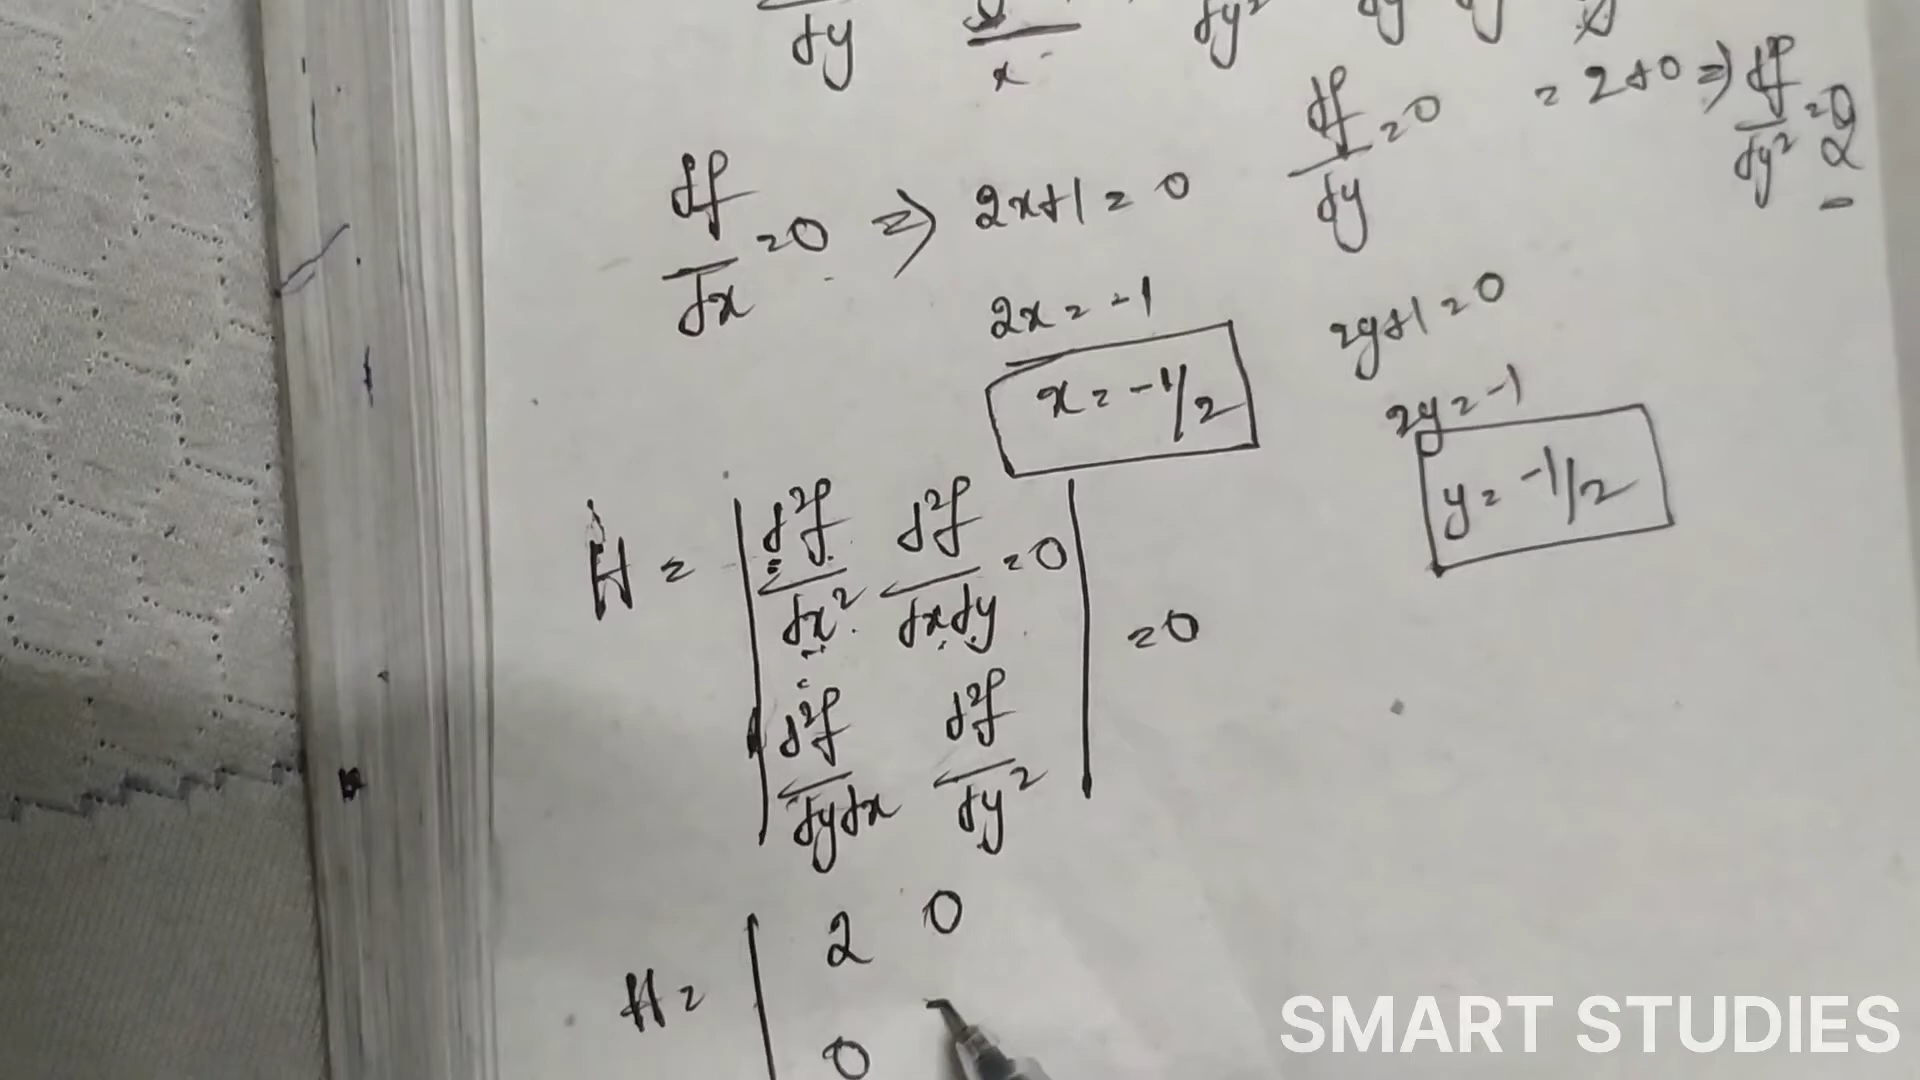 df/dx = 0 ⇒ 2x+1 = 0
df/dy = 0
= 2+0 ⇒ df/dy² =
2
2x = -1
x = -1/2
2y+1 = 0
2y = -1
y = -1/2
H = | d²f/dx² d²f/dxdy = 0 |
| d²f/dydx d²f/dy² | = 0
H = | 2 0
0
SMART STUDIES